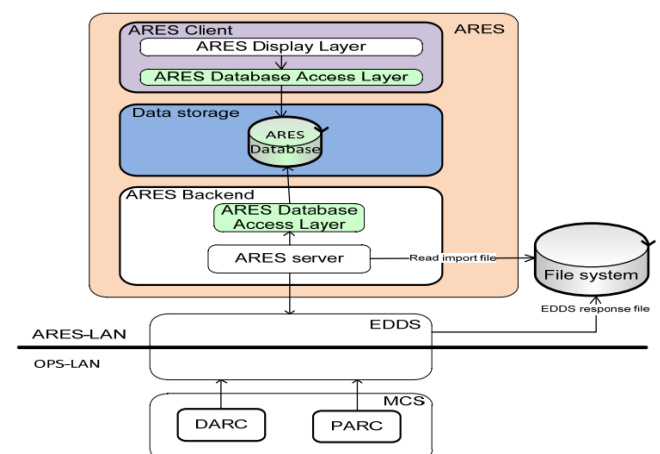 ARES Client
ARES
ARES Display Layer
ARES Database Access Layer
Data storage
ARES
Database
ARES Backend
ARES Database
Access Layer
ARES server
Read import file
File system
EDDS response file
EDDS
ARES-LAN
OPS-LAN
MCS
DARC
PARC